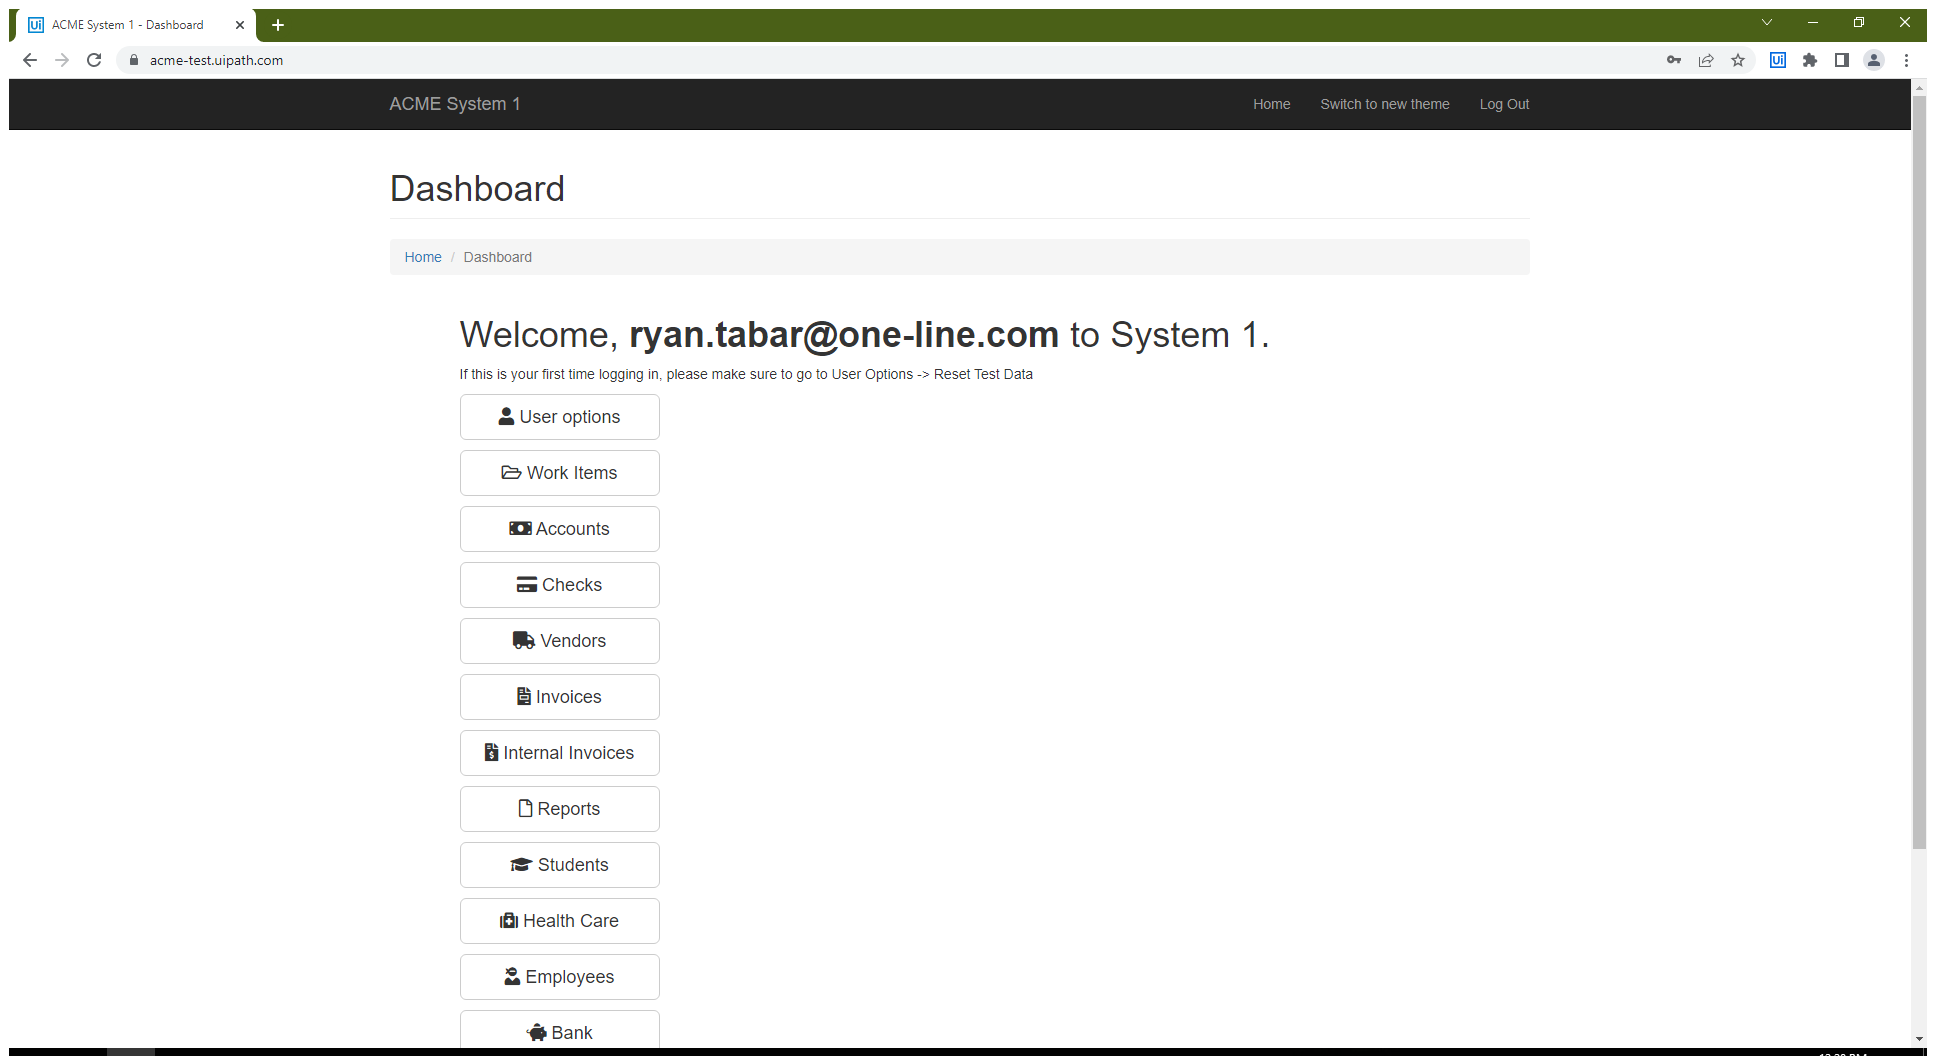 Ui ACME System 1 - Dashboard
acme-test.uipath.com
Ui
ACME System 1
Home
Switch to new theme
Log Out
Dashboard
Home / Dashboard
Welcome, ryan.tabar@one-line.com to System 1.
If this is your first time logging in, please make sure to go to User Options -> Reset Test Data
User options
Work Items
Accounts
Checks
Vendors
Invoices
Internal Invoices
Reports
Students
Health Care
Employees
Bank